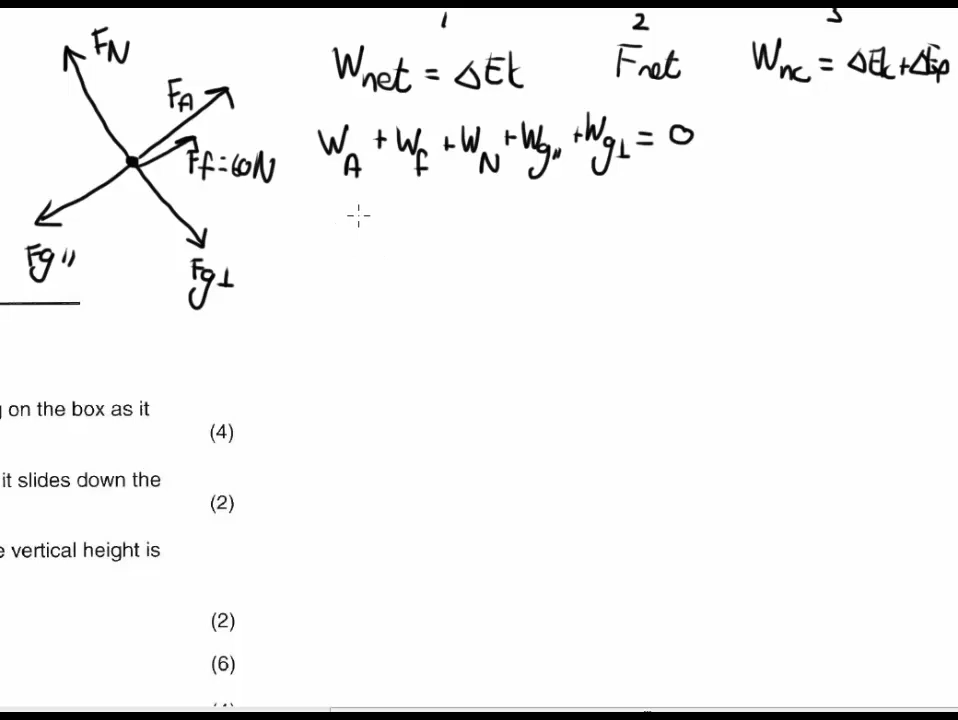 1 2 3
Wnet = ΔEk Fnet Wnc = ΔEk + ΔEp
WA + Wf + WN + Wg// + Wg⊥ = 0
FN
FA
Ff = 60N
Fg//
Fg⊥
on the box as it
(4)
it slides down the
(2)
vertical height is
(2)
(6)